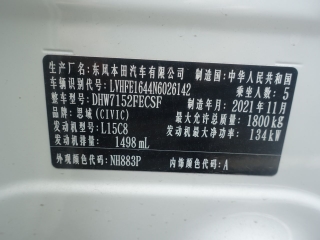 生产厂名:东风本田汽车有限公司 制造国:中华人民共和国
车辆识别代号:LVHFE1644N6026142 乘坐人数:5
整车型号:DHW7152FECSF 制造年月:2021年11月
品牌:思域(CIVIC) 最大允许总质量:1800kg
发动机型号:L15C8 发动机最大净功率:134kW
发动机排量:1498 mL
外观颜色代码:NH883P 内饰颜色代码:A